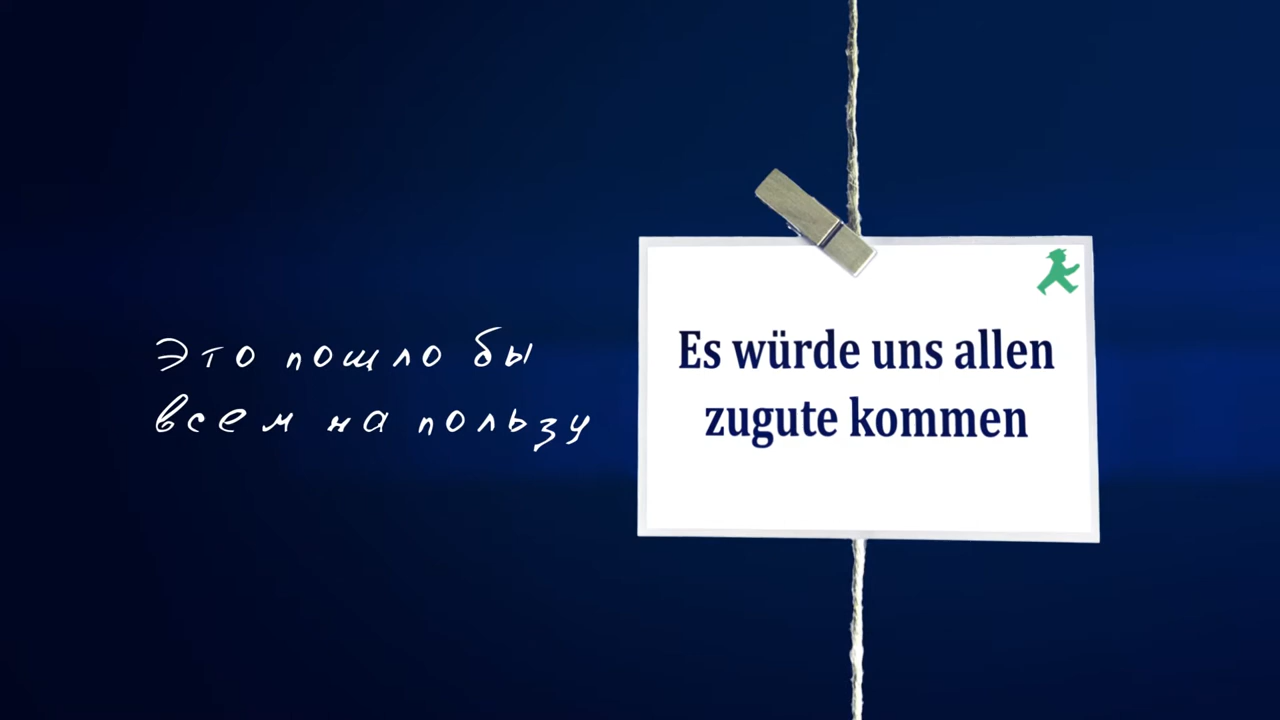 Это пошло бы
всем на пользу
Es würde uns allen
zugute kommen